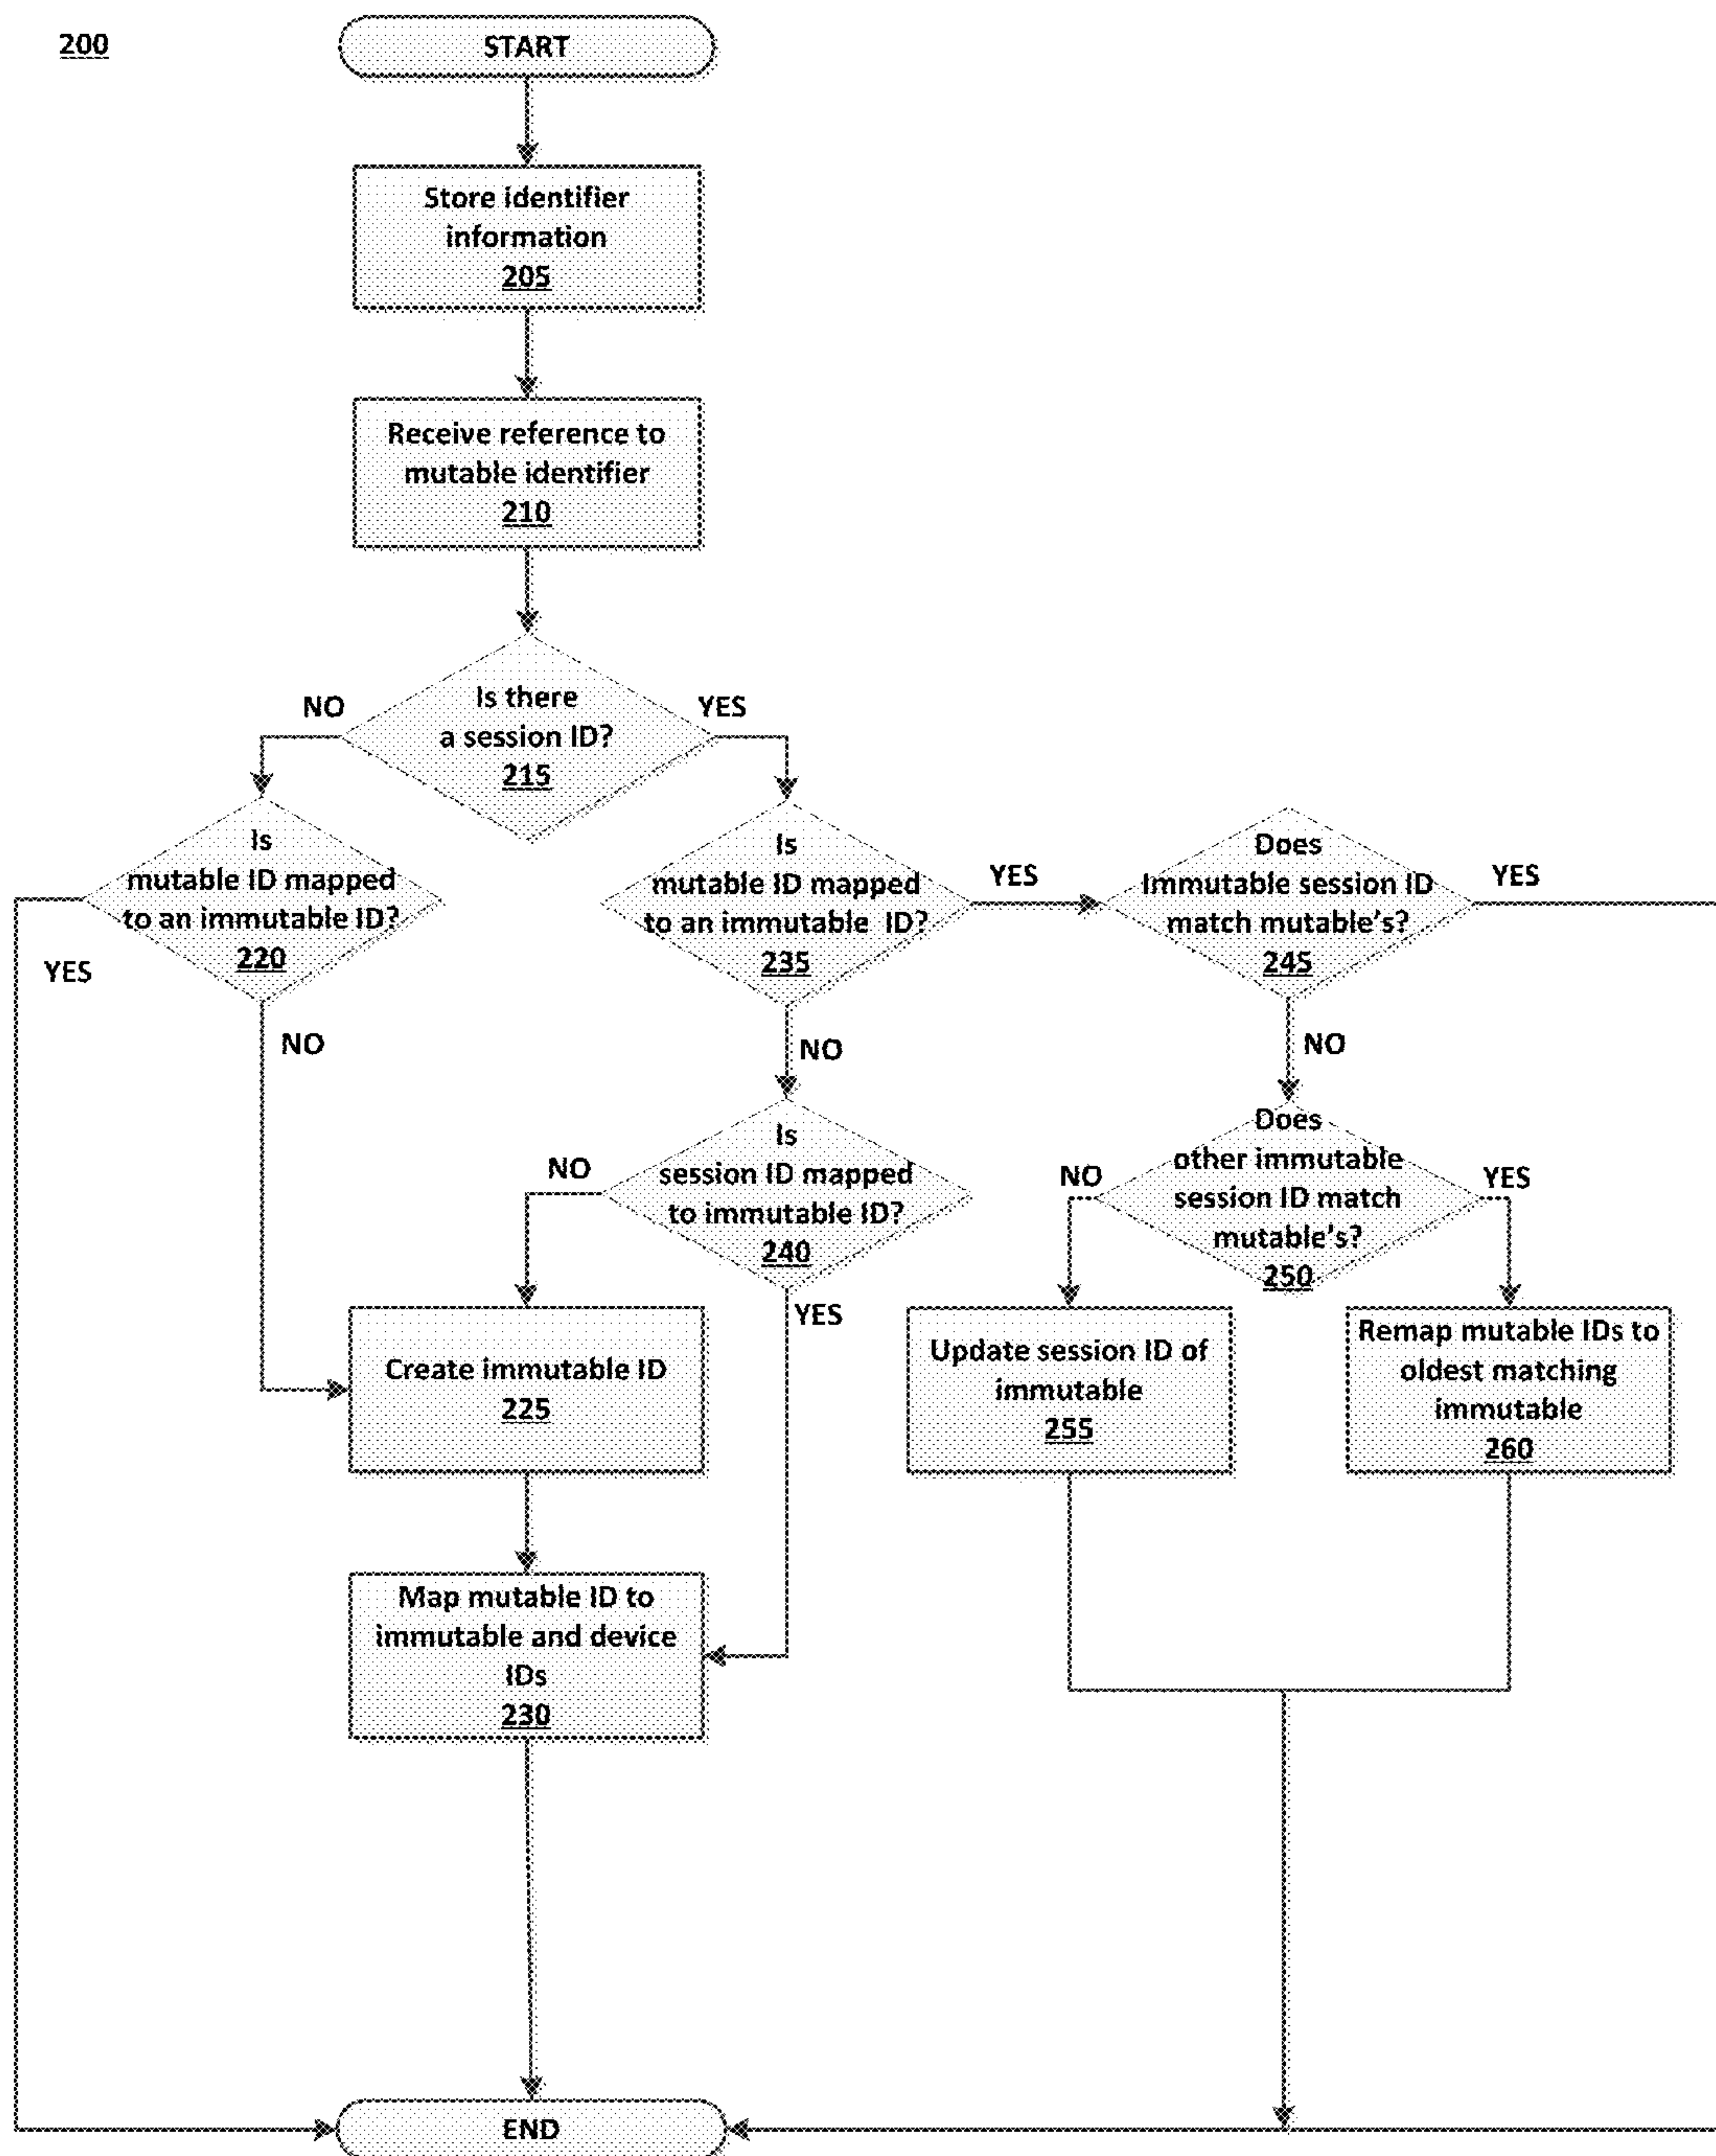 200
START
Store identifier
information
205
Receive reference to
mutable identifier
210
Is there
a session ID?
215
NO
YES
Is
mutable ID mapped
to an immutable ID?
220
YES
NO
Is
mutable ID mapped
to an immutable ID?
235
YES
NO
Does
Immutable session ID
match mutable's?
245
YES
NO
Is
session ID mapped
to immutable ID?
240
NO
YES
Does
other immutable
session ID match
mutable's?
250
NO
YES
Create immutable ID
225
Update session ID of
immutable
255
Remap mutable IDs to
oldest matching
immutable
260
Map mutable ID to
immutable and device
IDs
230
END